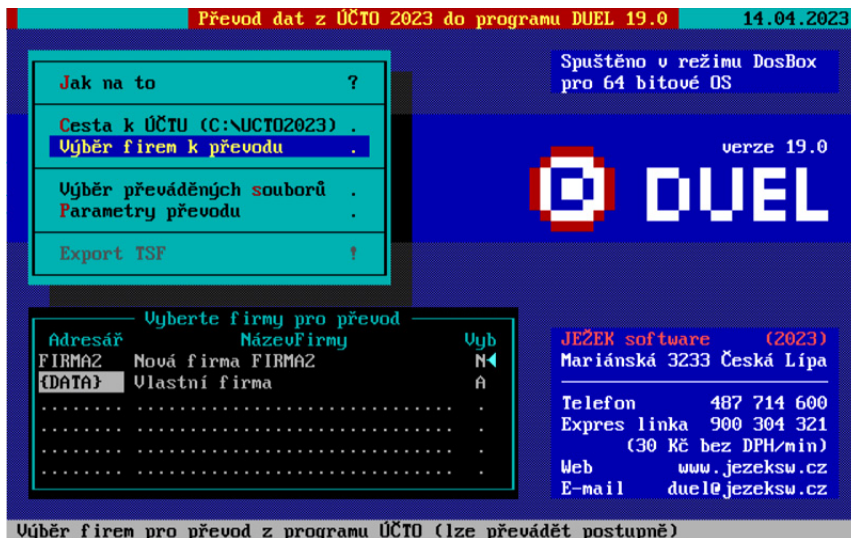 Převod dat z ÚČTO 2023 do programu DUEL 19.0 14.04.2023
Jak na to ?
Cesta k ÚČTU (C:\UCTO2023) .
Výběr firem k převodu .
Výběr převáděných souborů .
Parametry převodu .
Export TSF !
Spuštěno v režimu DosBox
pro 64 bitové OS
verze 19.0
DUEL
Vyberte firmy pro převod
Adresář NázevFirmy Vyb
FIRMA2 Nová firma FIRMA2 N
{DATA} Vlastní firma A
JEŽEK software (2023)
Mariánská 3233 Česká Lípa
Telefon 487 714 600
Expres linka 900 304 321
(30 Kč bez DPH/min)
Web www.jezeksw.cz
E-mail duel@jezeksw.cz
Výběr firem pro převod z programu ÚČTO (lze převádět postupně)